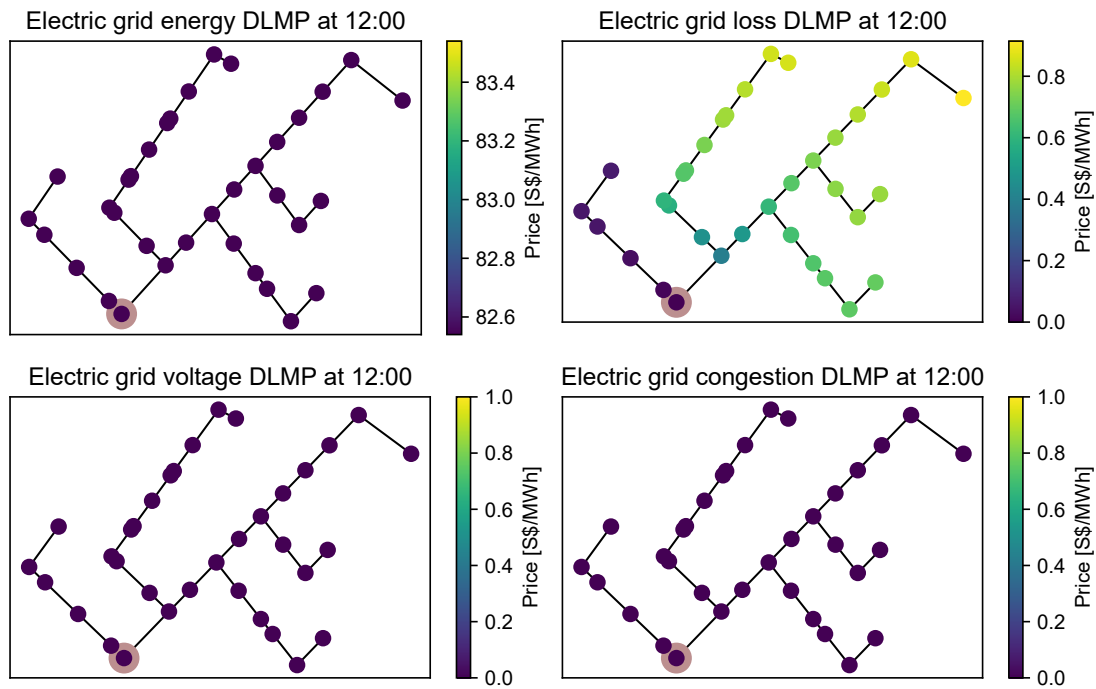 Electric grid energy DLMP at 12:00
83.4
83.2
83.0
82.8
82.6
Price [S$/MWh]
Electric grid loss DLMP at 12:00
0.8
0.6
0.4
0.2
0.0
Price [S$/MWh]
Electric grid voltage DLMP at 12:00
1.0
0.8
0.6
0.4
0.2
0.0
Price [S$/MWh]
Electric grid congestion DLMP at 12:00
1.0
0.8
0.6
0.4
0.2
0.0
Price [S$/MWh]